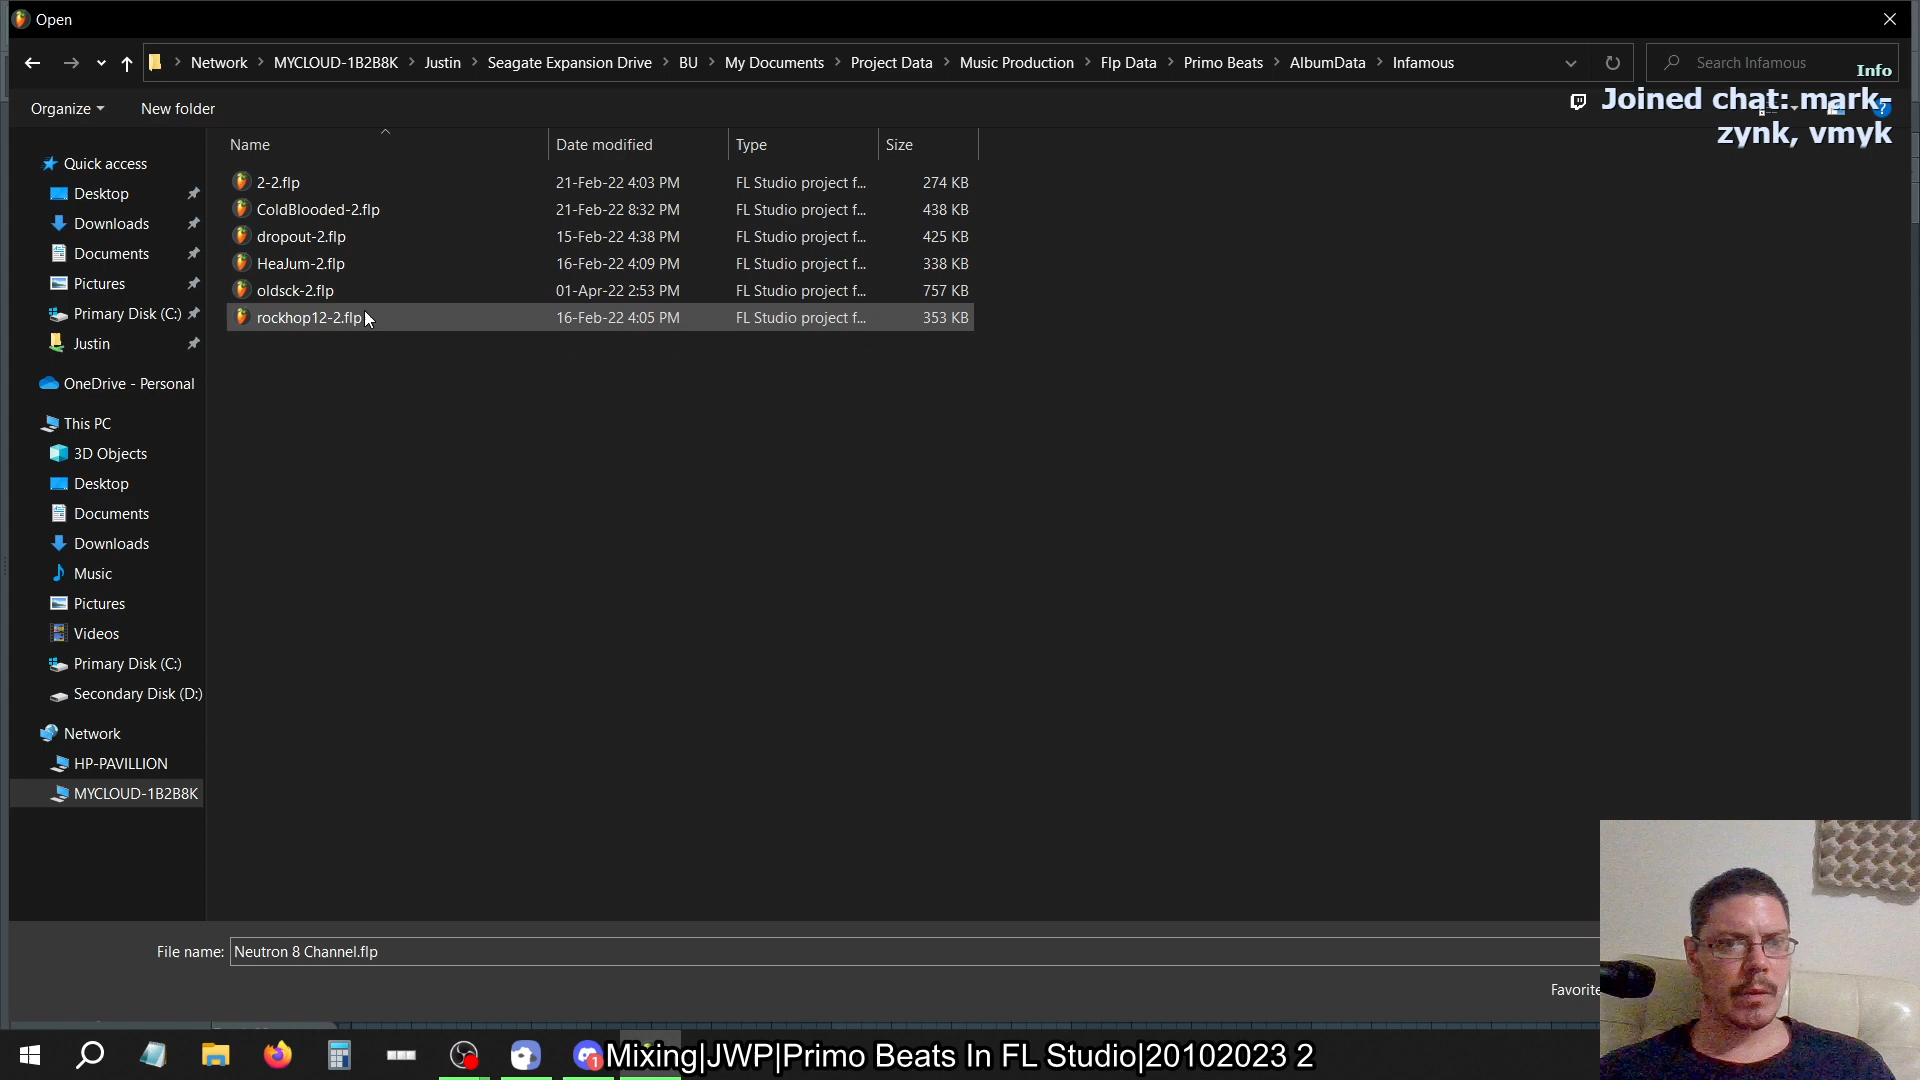 Open
Network > MYCLOUD-1B2B8K > Justin > Seagate Expansion Drive > BU > My Documents > Project Data > Music Production > Flp Data > Primo Beats > AlbumData > Infamous
Search Infamous
Info
Organize
New folder
Joined chat: mark-
zynk, vmyk
Name Date modified Type Size
2-2.flp 21-Feb-22 4:03 PM FL Studio project f... 274 KB
ColdBlooded-2.flp 21-Feb-22 8:32 PM FL Studio project f... 438 KB
dropout-2.flp 15-Feb-22 4:38 PM FL Studio project f... 425 KB
HeaJum-2.flp 16-Feb-22 4:09 PM FL Studio project f... 338 KB
oldsck-2.flp 01-Apr-22 2:53 PM FL Studio project f... 757 KB
rockhop12-2.flp 16-Feb-22 4:05 PM FL Studio project f... 353 KB
Quick access
Desktop
Downloads
Documents
Pictures
Primary Disk (C:)
Justin
OneDrive - Personal
This PC
3D Objects
Desktop
Documents
Downloads
Music
Pictures
Videos
Primary Disk (C:)
Secondary Disk (D:)
Network
HP-PAVILLION
MYCLOUD-1B2B8K
File name: Neutron 8 Channel.flp
Favorite
1
Mixing|JWP|Primo Beats In FL Studio|20102023 2